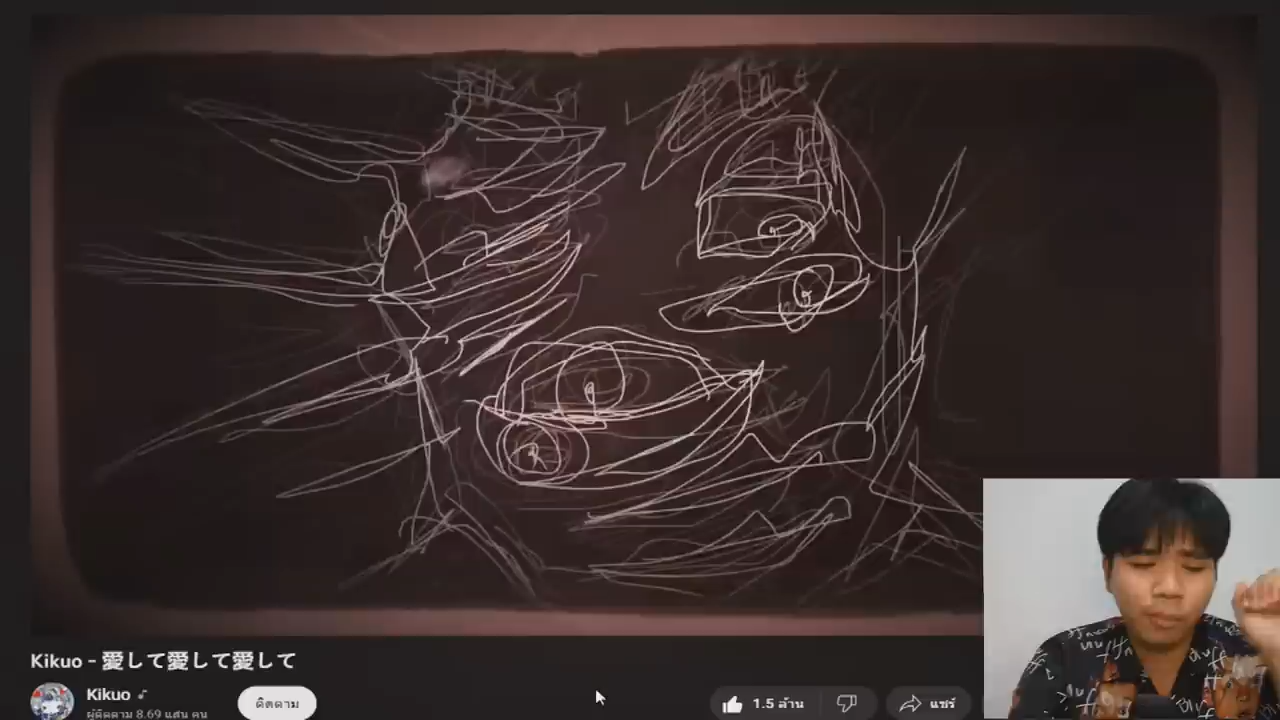 Kikuo - 愛して愛して愛して
Kikuo
ผู้ติดตาม 8.69 แสน คน
ติดตาม
1.5 ล้าน
แชร์